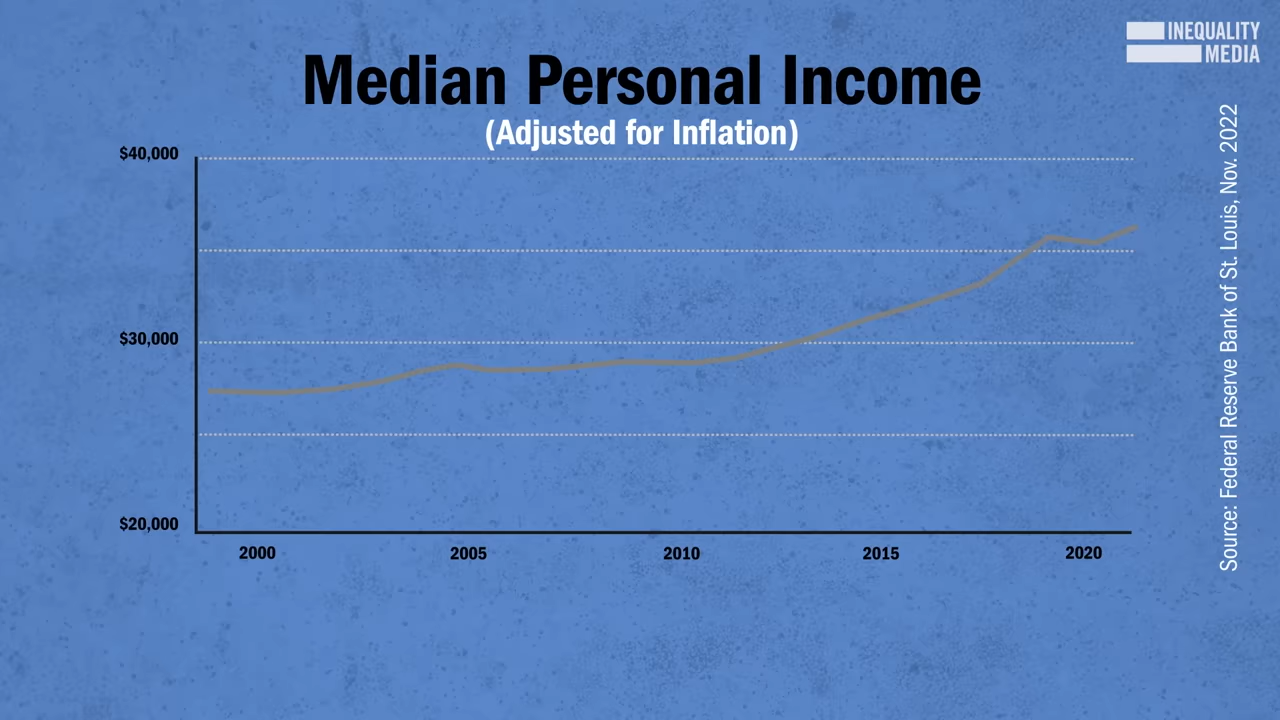 INEQUALITY
MEDIA
Median Personal Income
(Adjusted for Inflation)
$40,000
$30,000
$20,000
2000 2005 2010 2015 2020
Source: Federal Reserve Bank of St. Louis, Nov. 2022